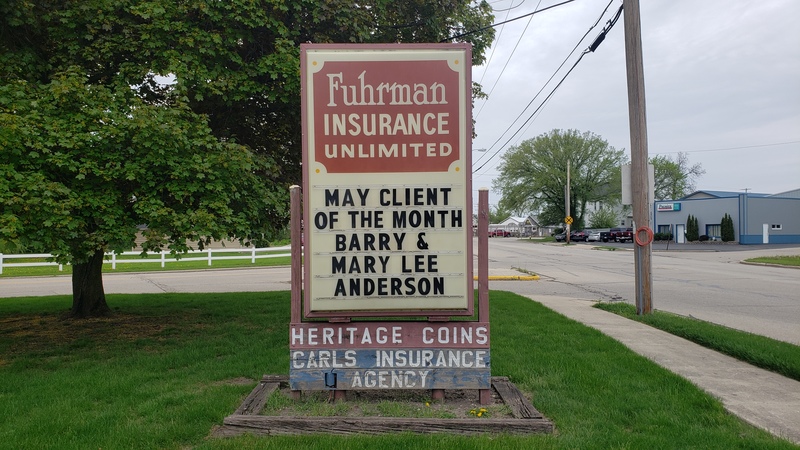 Fuhrman
INSURANCE
UNLIMITED
MAY CLIENT
OF THE MONTH
BARRY &
MARY LEE
ANDERSON
HERITAGE COINS
CARLS INSURANCE
AGENCY